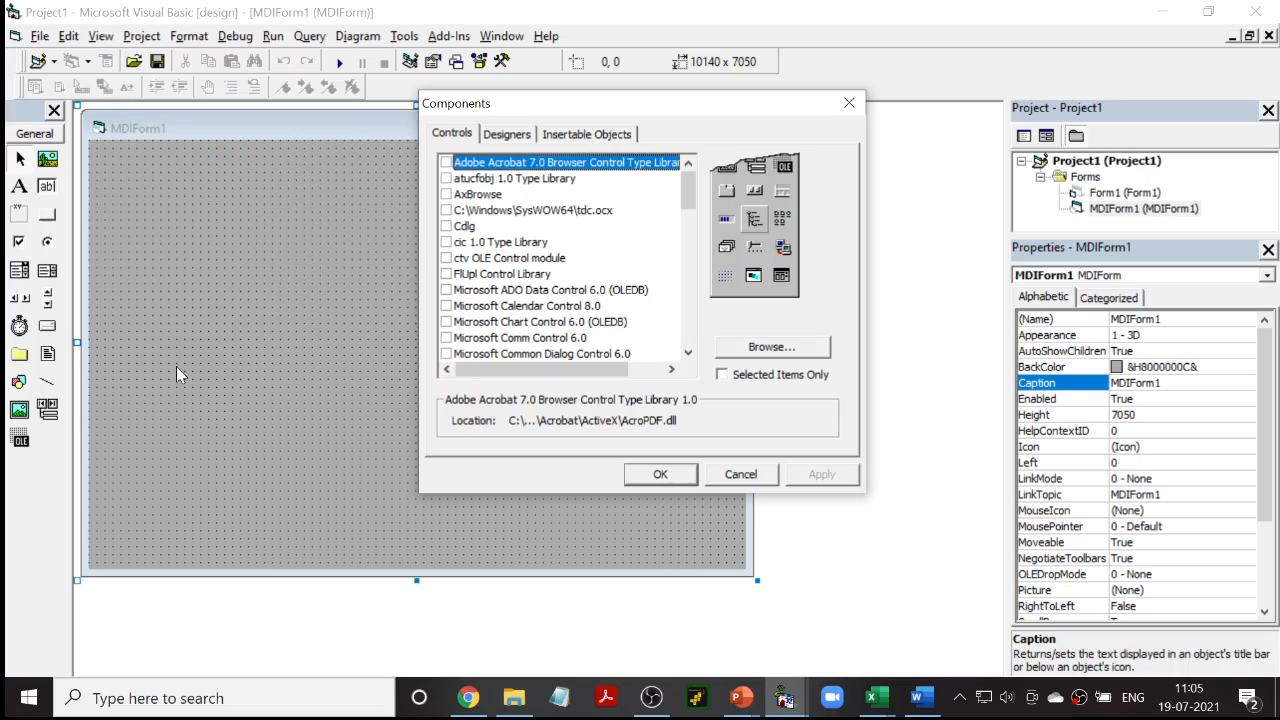 Project1 - Microsoft Visual Basic [design] - [MDIForm1 (MDIForm)]
File Edit View Project Format Debug Run Query Diagram Tools Add-Ins Window Help
0, 0 10140 x 7050
General
MDIForm1
Components
Controls Designers Insertable Objects
Adobe Acrobat 7.0 Browser Control Type Librar
atucfobj 1.0 Type Library
AxBrowse
C:\Windows\SysWOW64\tdc.ocx
Cdlg
cic 1.0 Type Library
ctv OLE Control module
FlUpl Control Library
Microsoft ADO Data Control 6.0 (OLEDB)
Microsoft Calendar Control 8.0
Microsoft Chart Control 6.0 (OLEDB)
Microsoft Comm Control 6.0
Microsoft Common Dialog Control 6.0
OLE
Browse...
Selected Items Only
Adobe Acrobat 7.0 Browser Control Type Library 1.0
Location: C:\...\Acrobat\ActiveX\AcroPDF.dll
OK Cancel Apply
A ab|
OLE
Project - Project1
Project1 (Project1)
Forms
Form1 (Form1)
MDIForm1 (MDIForm1)
Properties - MDIForm1
MDIForm1 MDIForm
Alphabetic Categorized
(Name) MDIForm1
Appearance 1 - 3D
AutoShowChildren True
BackColor &H8000000C&
Caption MDIForm1
Enabled True
Height 7050
HelpContextID 0
Icon (Icon)
Left 0
LinkMode 0 - None
LinkTopic MDIForm1
MouseIcon (None)
MousePointer 0 - Default
Moveable True
NegotiateToolbars True
OLEDropMode 0 - None
Picture (None)
RightToLeft False
Caption
Returns/sets the text displayed in an object's title bar
or below an object's icon.
Type here to search
ENG
11:05
19-07-2021
2